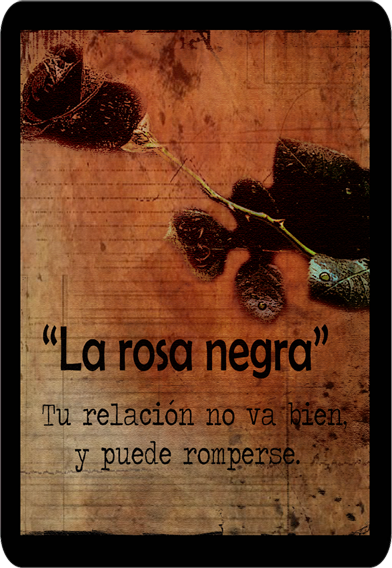 “La rosa negra”
Tu relación no va bien,
y puede romperse.